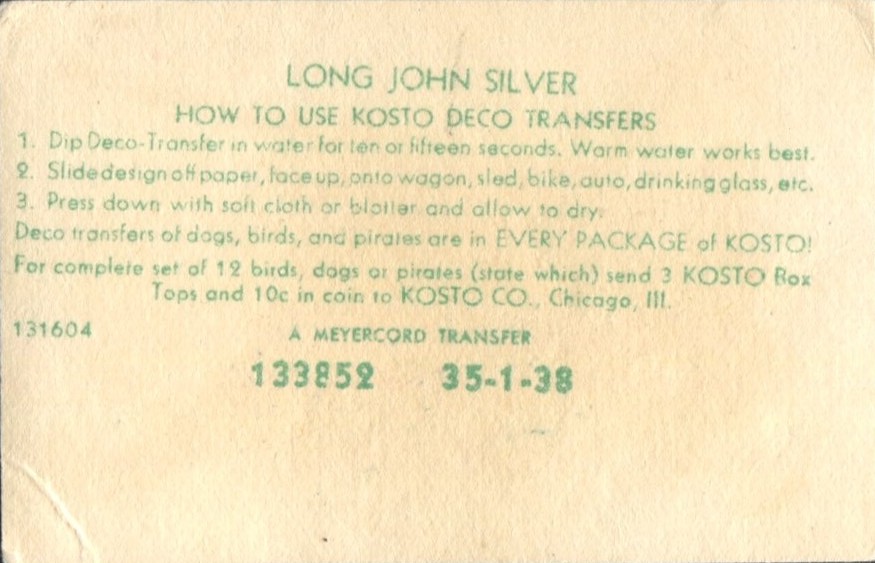 LONG JOHN SILVER
HOW TO USE KOSTO DECO TRANSFERS
1. Dip Deco-Transfer in water for ten or fifteen seconds. Warm water works best.
2. Slide design off paper, face up, onto wagon, sled, bike, auto, drinking glass, etc.
3. Press down with soft cloth or blotter and allow to dry.
Deco transfers of dogs, birds, and pirates are in EVERY PACKAGE of KOSTO!
For complete set of 12 birds, dogs or pirates (state which) send 3 KOSTO Box
Tops and 10c in coin to KOSTO CO., Chicago, Ill.
131604
A MEYERCORD TRANSFER
133852 35-1-38